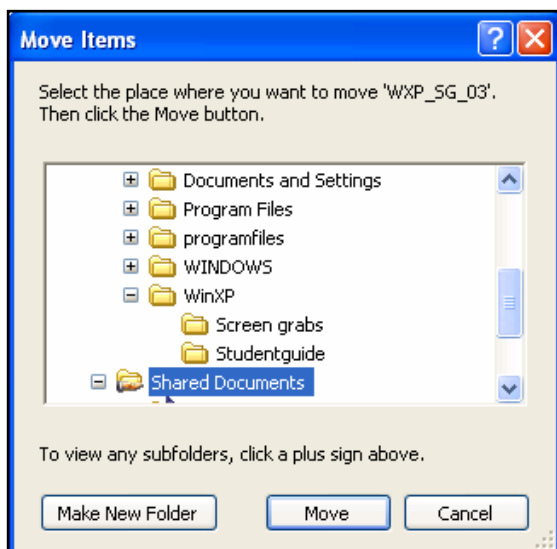 Move Items
Select the place where you want to move 'WXP_SG_03'.
Then click the Move button.
Documents and Settings
Program Files
programfiles
WINDOWS
WinXP
Screen grabs
Studentguide
Shared Documents
To view any subfolders, click a plus sign above.
Make New Folder
Move
Cancel